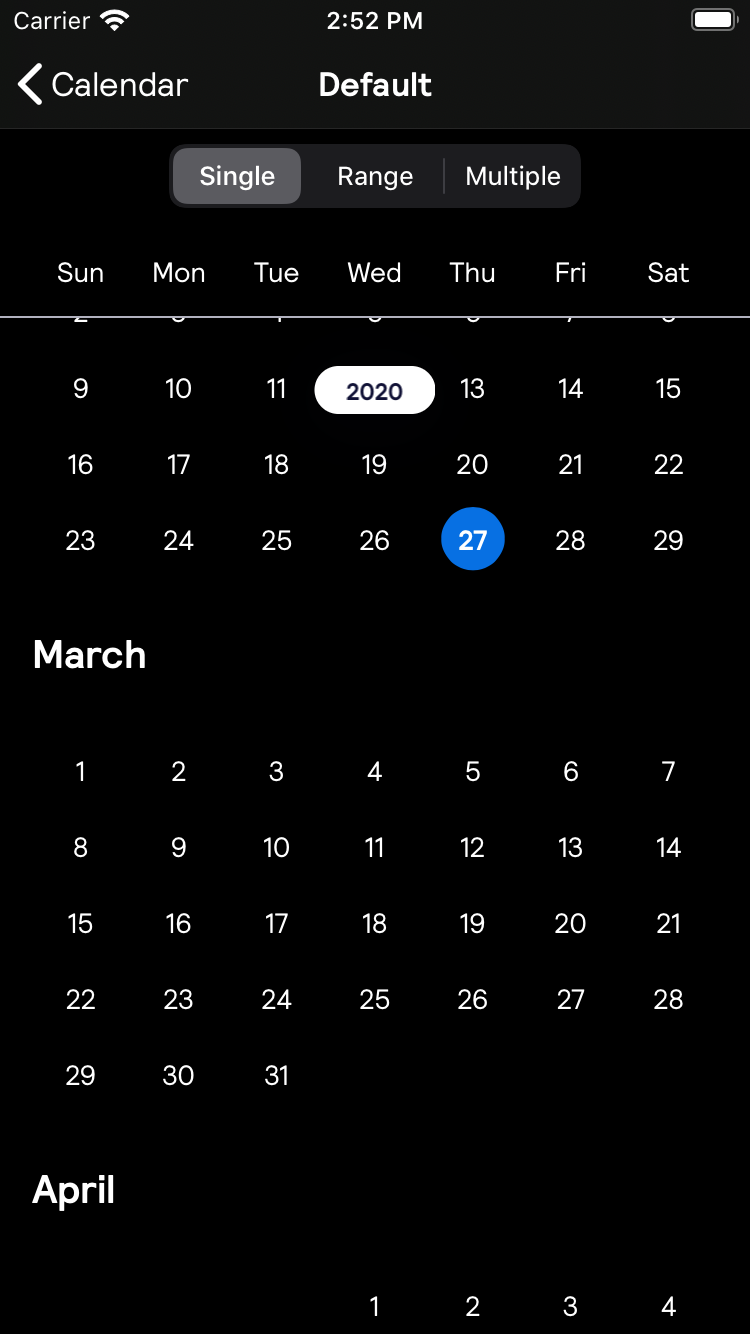 Carrier 2:52 PM
Calendar Default
Single Range Multiple
Sun Mon Tue Wed Thu Fri Sat
9 10 11 2020 13 14 15
16 17 18 19 20 21 22
23 24 25 26 27 28 29
March
1 2 3 4 5 6 7
8 9 10 11 12 13 14
15 16 17 18 19 20 21
22 23 24 25 26 27 28
29 30 31
April
1 2 3 4